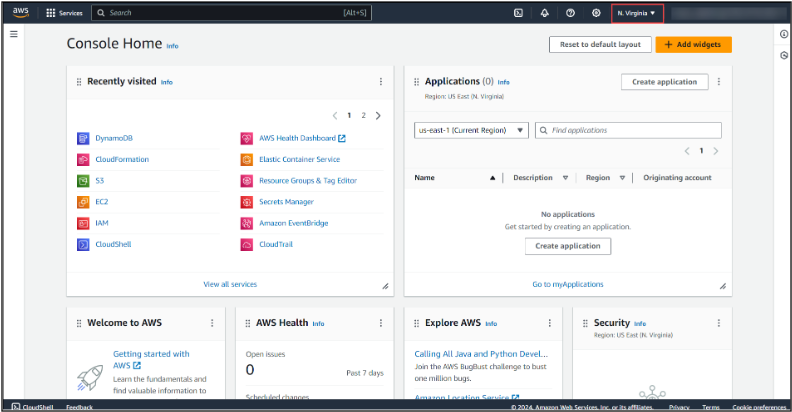 aws
Services
Search
[Alt+S]
N. Virginia
Console Home
Info
Reset to default layout
Add widgets
Recently visited
Info
1
2
DynamoDB
CloudFormation
S3
EC2
IAM
CloudShell
AWS Health Dashboard
Elastic Container Service
Resource Groups & Tag Editor
Secrets Manager
Amazon EventBridge
CloudTrail
View all services
Applications (0)
Info
Region: US East (N. Virginia)
Create application
us-east-1 (Current Region)
Find applications
1
Name
Description
Region
Originating account
No applications
Get started by creating an application.
Create application
Go to myApplications
Welcome to AWS
Getting started with
AWS
Learn the fundamentals and
find valuable information to
AWS Health
Info
Open issues
0
Past 7 days
Scheduled changes
Explore AWS
Info
Calling All Java and Python Devel...
Join the AWS BugBust challenge to bust
one million bugs.
Amazon Location Service
Security
Info
Region: US East (N. Virginia)
CloudShell
Feedback
© 2024, Amazon Web Services, Inc. or its affiliates.
Privacy
Terms
Cookie preferences